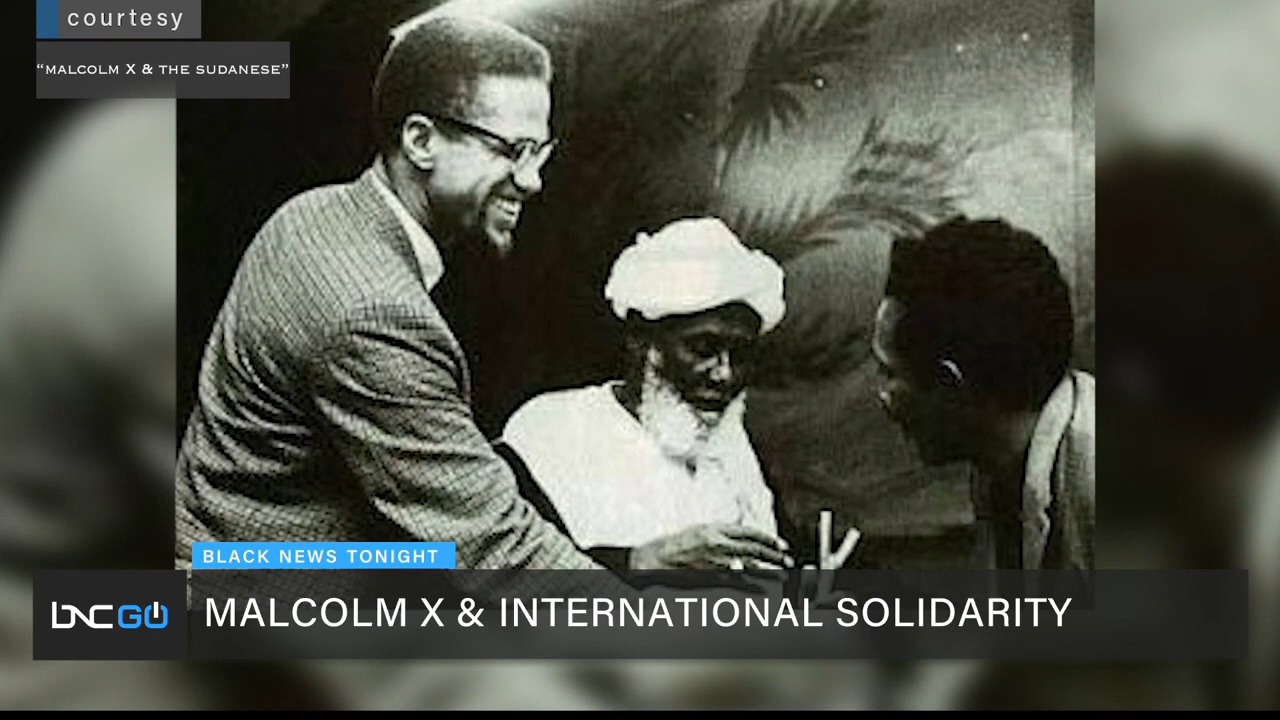 courtesy
“MALCOLM X & THE SUDANESE”
BLACK NEWS TONIGHT
BNC GO
MALCOLM X & INTERNATIONAL SOLIDARITY